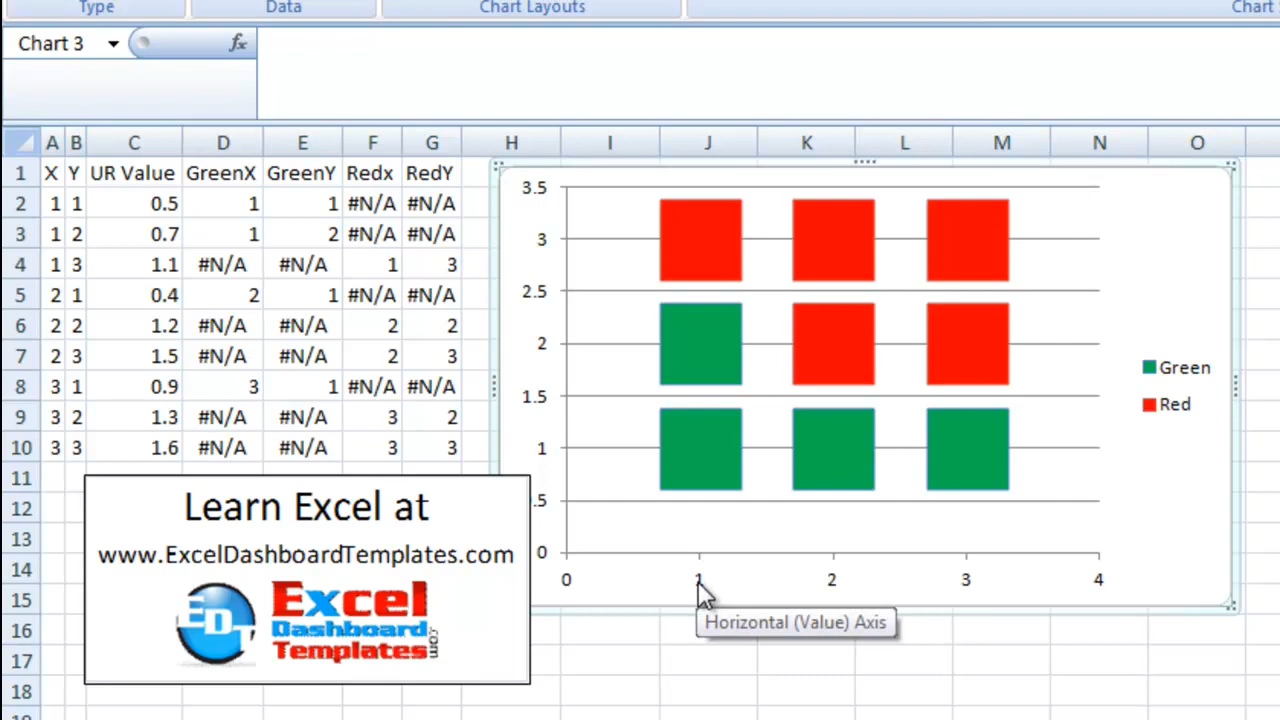 Type Data Chart Layouts Chart
Chart 3 fx
A B C D E F G H I J K L M N O
1 X Y UR Value GreenX GreenY Redx RedY
2 1 1 0.5 1 1 #N/A #N/A
3 1 2 0.7 1 2 #N/A #N/A
4 1 3 1.1 #N/A #N/A 1 3
5 2 1 0.4 2 1 #N/A #N/A
6 2 2 1.2 #N/A #N/A 2 2
7 2 3 1.5 #N/A #N/A 2 3
8 3 1 0.9 3 1 #N/A #N/A
9 3 2 1.3 #N/A #N/A 3 2
10 3 3 1.6 #N/A #N/A 3 3
11
12
13
14
15
16
17
18
3.5
3
2.5
2
1.5
1
0.5
0
0 1 2 3 4
Green
Red
Horizontal (Value) Axis
Learn Excel at
www.ExcelDashboardTemplates.com
EDT
Excel
Dashboard
Templates.com